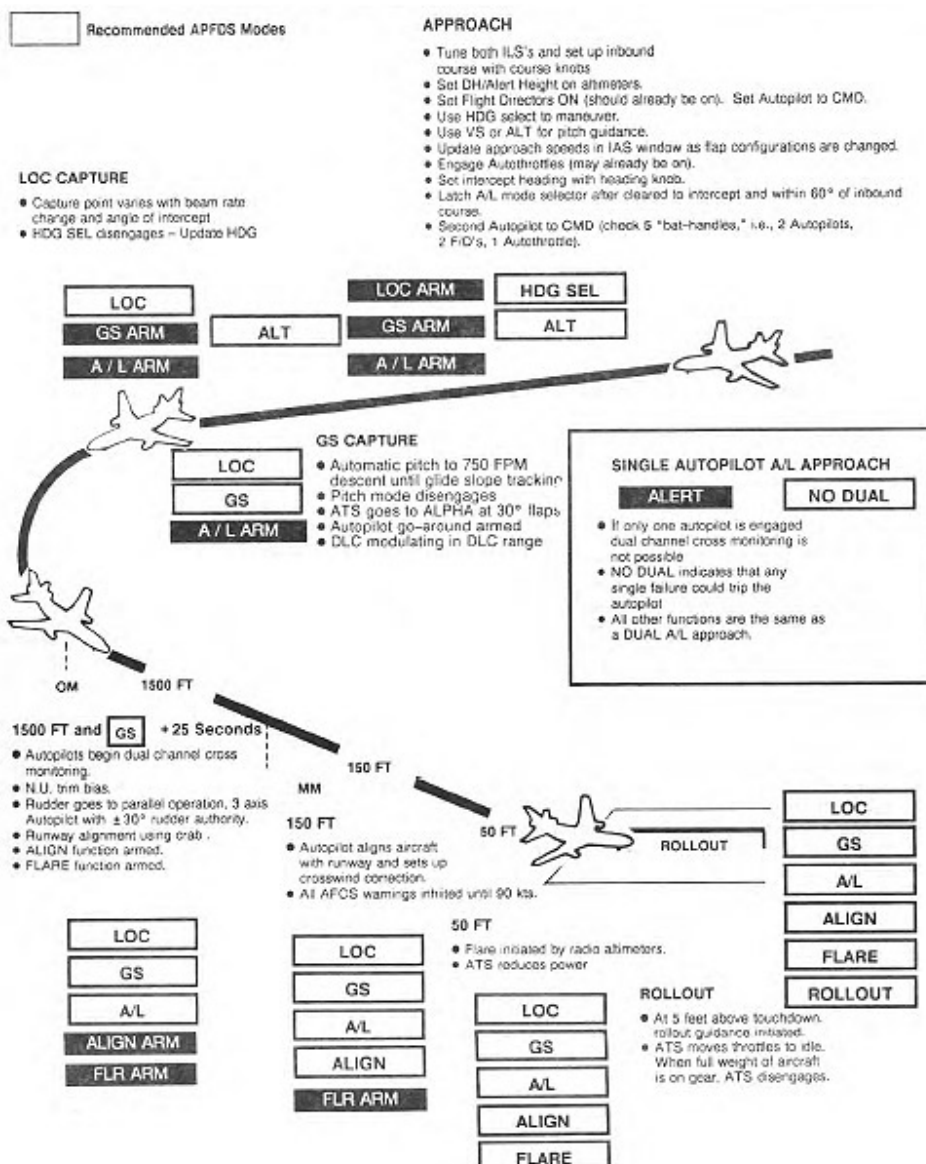 Recommended APFDS Modes
APPROACH
• Tune both ILS's and set up inbound
course with course knobs
• Set DH/Alert Height on altimeters.
• Set Flight Directors ON (should already be on). Set Autopilot to CMD.
• Use HDG select to maneuver.
• Use VS or ALT for pitch guidance.
• Update approach speeds in IAS window as flap configurations are changed.
• Engage Autothrottles (may already be on).
• Set intercept heading with heading knob.
• Latch A/L mode selector after cleared to intercept and within 60° of inbound
course.
• Second Autopilot to CMD (check 5 "bat-handles," i.e., 2 Autopilots,
2 F/D's, 1 Autothrottle).
LOC CAPTURE
• Capture point varies with beam rate
change and angle of intercept
• HDG SEL disengages – Update HDG
LOC
GS ARM
A / L ARM
ALT
LOC ARM
GS ARM
A / L ARM
HDG SEL
ALT
LOC
GS
A / L ARM
GS CAPTURE
• Automatic pitch to 750 FPM
descent until glide slope tracking
• Pitch mode disengages
• ATS goes to ALPHA at 30° flaps
• Autopilot go-around armed
• DLC modulating in DLC range
SINGLE AUTOPILOT A/L APPROACH
ALERT
NO DUAL
• If only one autopilot is engaged
dual channel cross monitoring is
not possible
• NO DUAL indicates that any
single failure could trip the
autopilot
• All other functions are the same as
a DUAL A/L approach.
OM
1500 FT
1500 FT and GS +25 Seconds
• Autopilots begin dual channel cross
monitoring.
• N.U. trim bias.
• Rudder goes to parallel operation, 3 axis
Autopilot with ± 30° rudder authority.
• Runway alignment using crab .
• ALIGN function armed.
• FLARE function armed.
LOC
GS
A/L
ALIGN ARM
FLR ARM
150 FT
MM
150 FT
• Autopilot aligns aircraft
with runway and sets up
crosswind correction.
• All AFCS warnings inhited until 90 kts.
LOC
GS
A/L
ALIGN
FLR ARM
50 FT
50 FT
• Flare initiated by radio altimeters.
• ATS reduces power
LOC
GS
A/L
ALIGN
FLARE
ROLLOUT
LOC
GS
A/L
ALIGN
FLARE
ROLLOUT
ROLLOUT
• At 5 feet above touchdown,
rollout guidance initiated.
• ATS moves throttles to idle.
When full weight of aircraft
is on gear, ATS disengages.